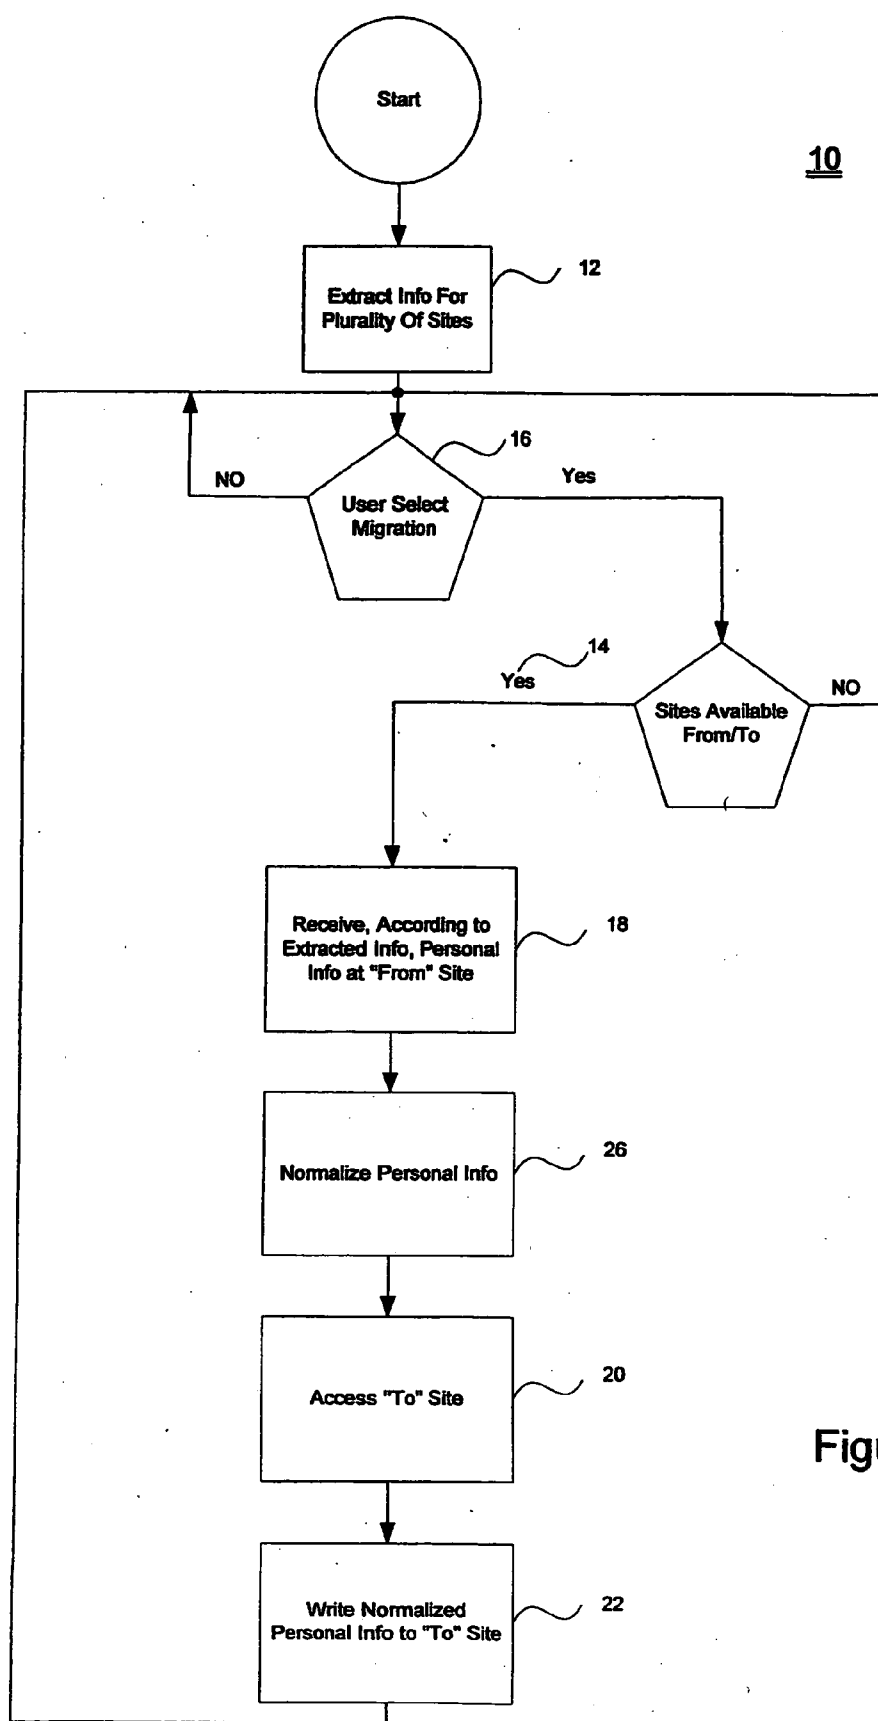 Start
10
Extract Info For
Plurality Of Sites
12
16
NO
User Select
Migration
Yes
14
Yes
Sites Available
From/To
NO
Receive, According to
Extracted Info, Personal
Info at "From" Site
18
Normalize Personal Info
26
Access "To" Site
20
Figu
Write Normalized
Personal Info to "To" Site
22